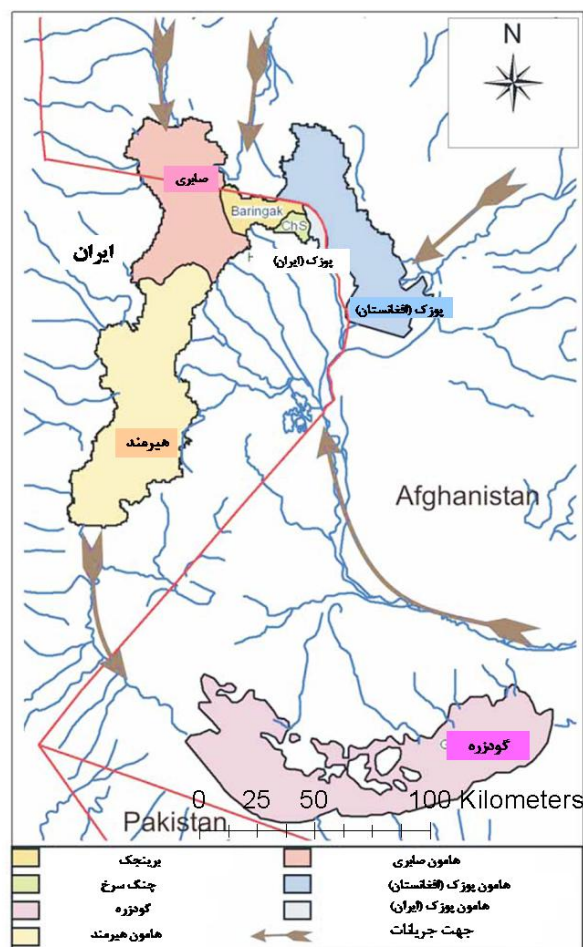 N
صابری
Baringak
ChS
ایران
پوزک (ایران)
پوزک (افغانستان)
هیرمند
Afghanistan
گودزره
0 25 50 100 Kilometers
Pakistan
برینجک
هامون صابری
چنگ سرخ
هامون پوزک (افغانستان)
گودزره
هامون پوزک (ایران)
هامون هیرمند
جهت جریانات